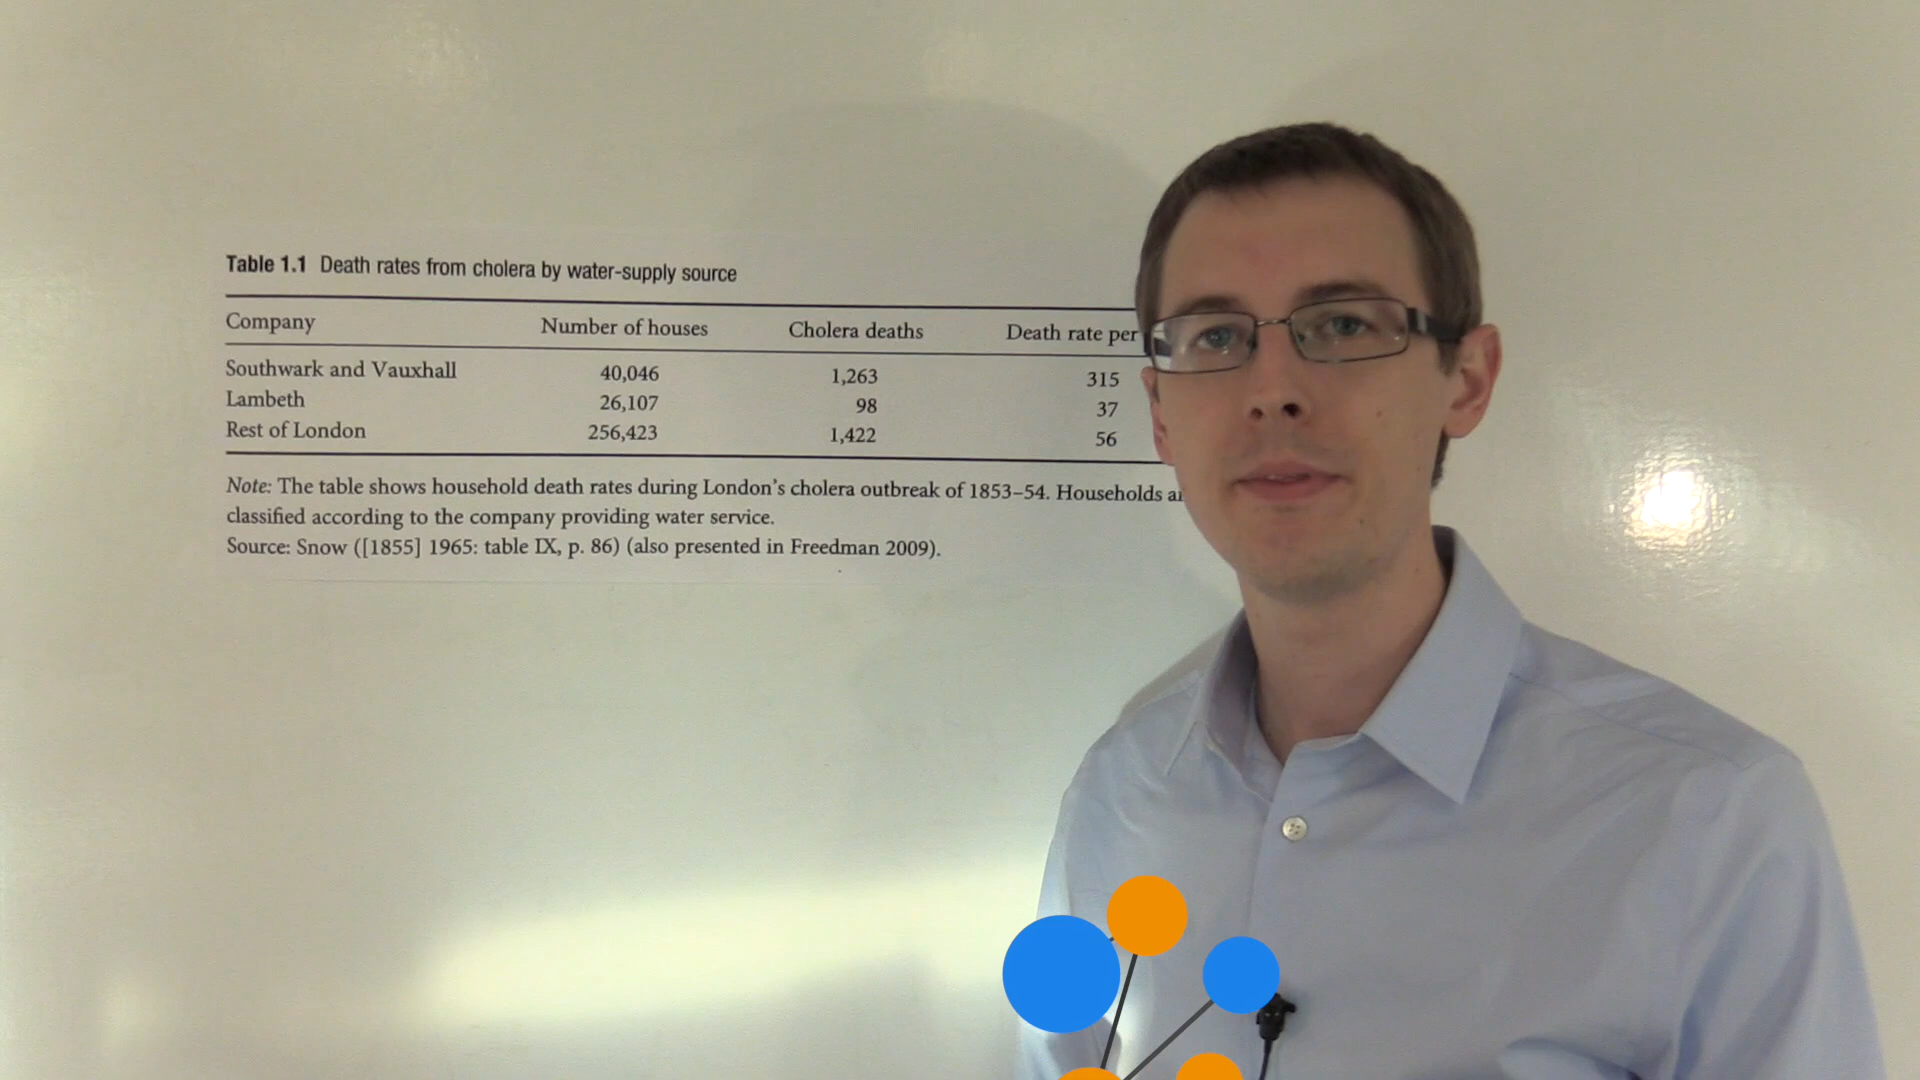 Table 1.1 Death rates from cholera by water-supply source
Company Number of houses Cholera deaths Death rate per
Southwark and Vauxhall 40,046 1,263 315
Lambeth 26,107 98 37
Rest of London 256,423 1,422 56
Note: The table shows household death rates during London's cholera outbreak of 1853–54. Households
classified according to the company providing water service.
Source: Snow ([1855] 1965: table IX, p. 86) (also presented in Freedman 2009).